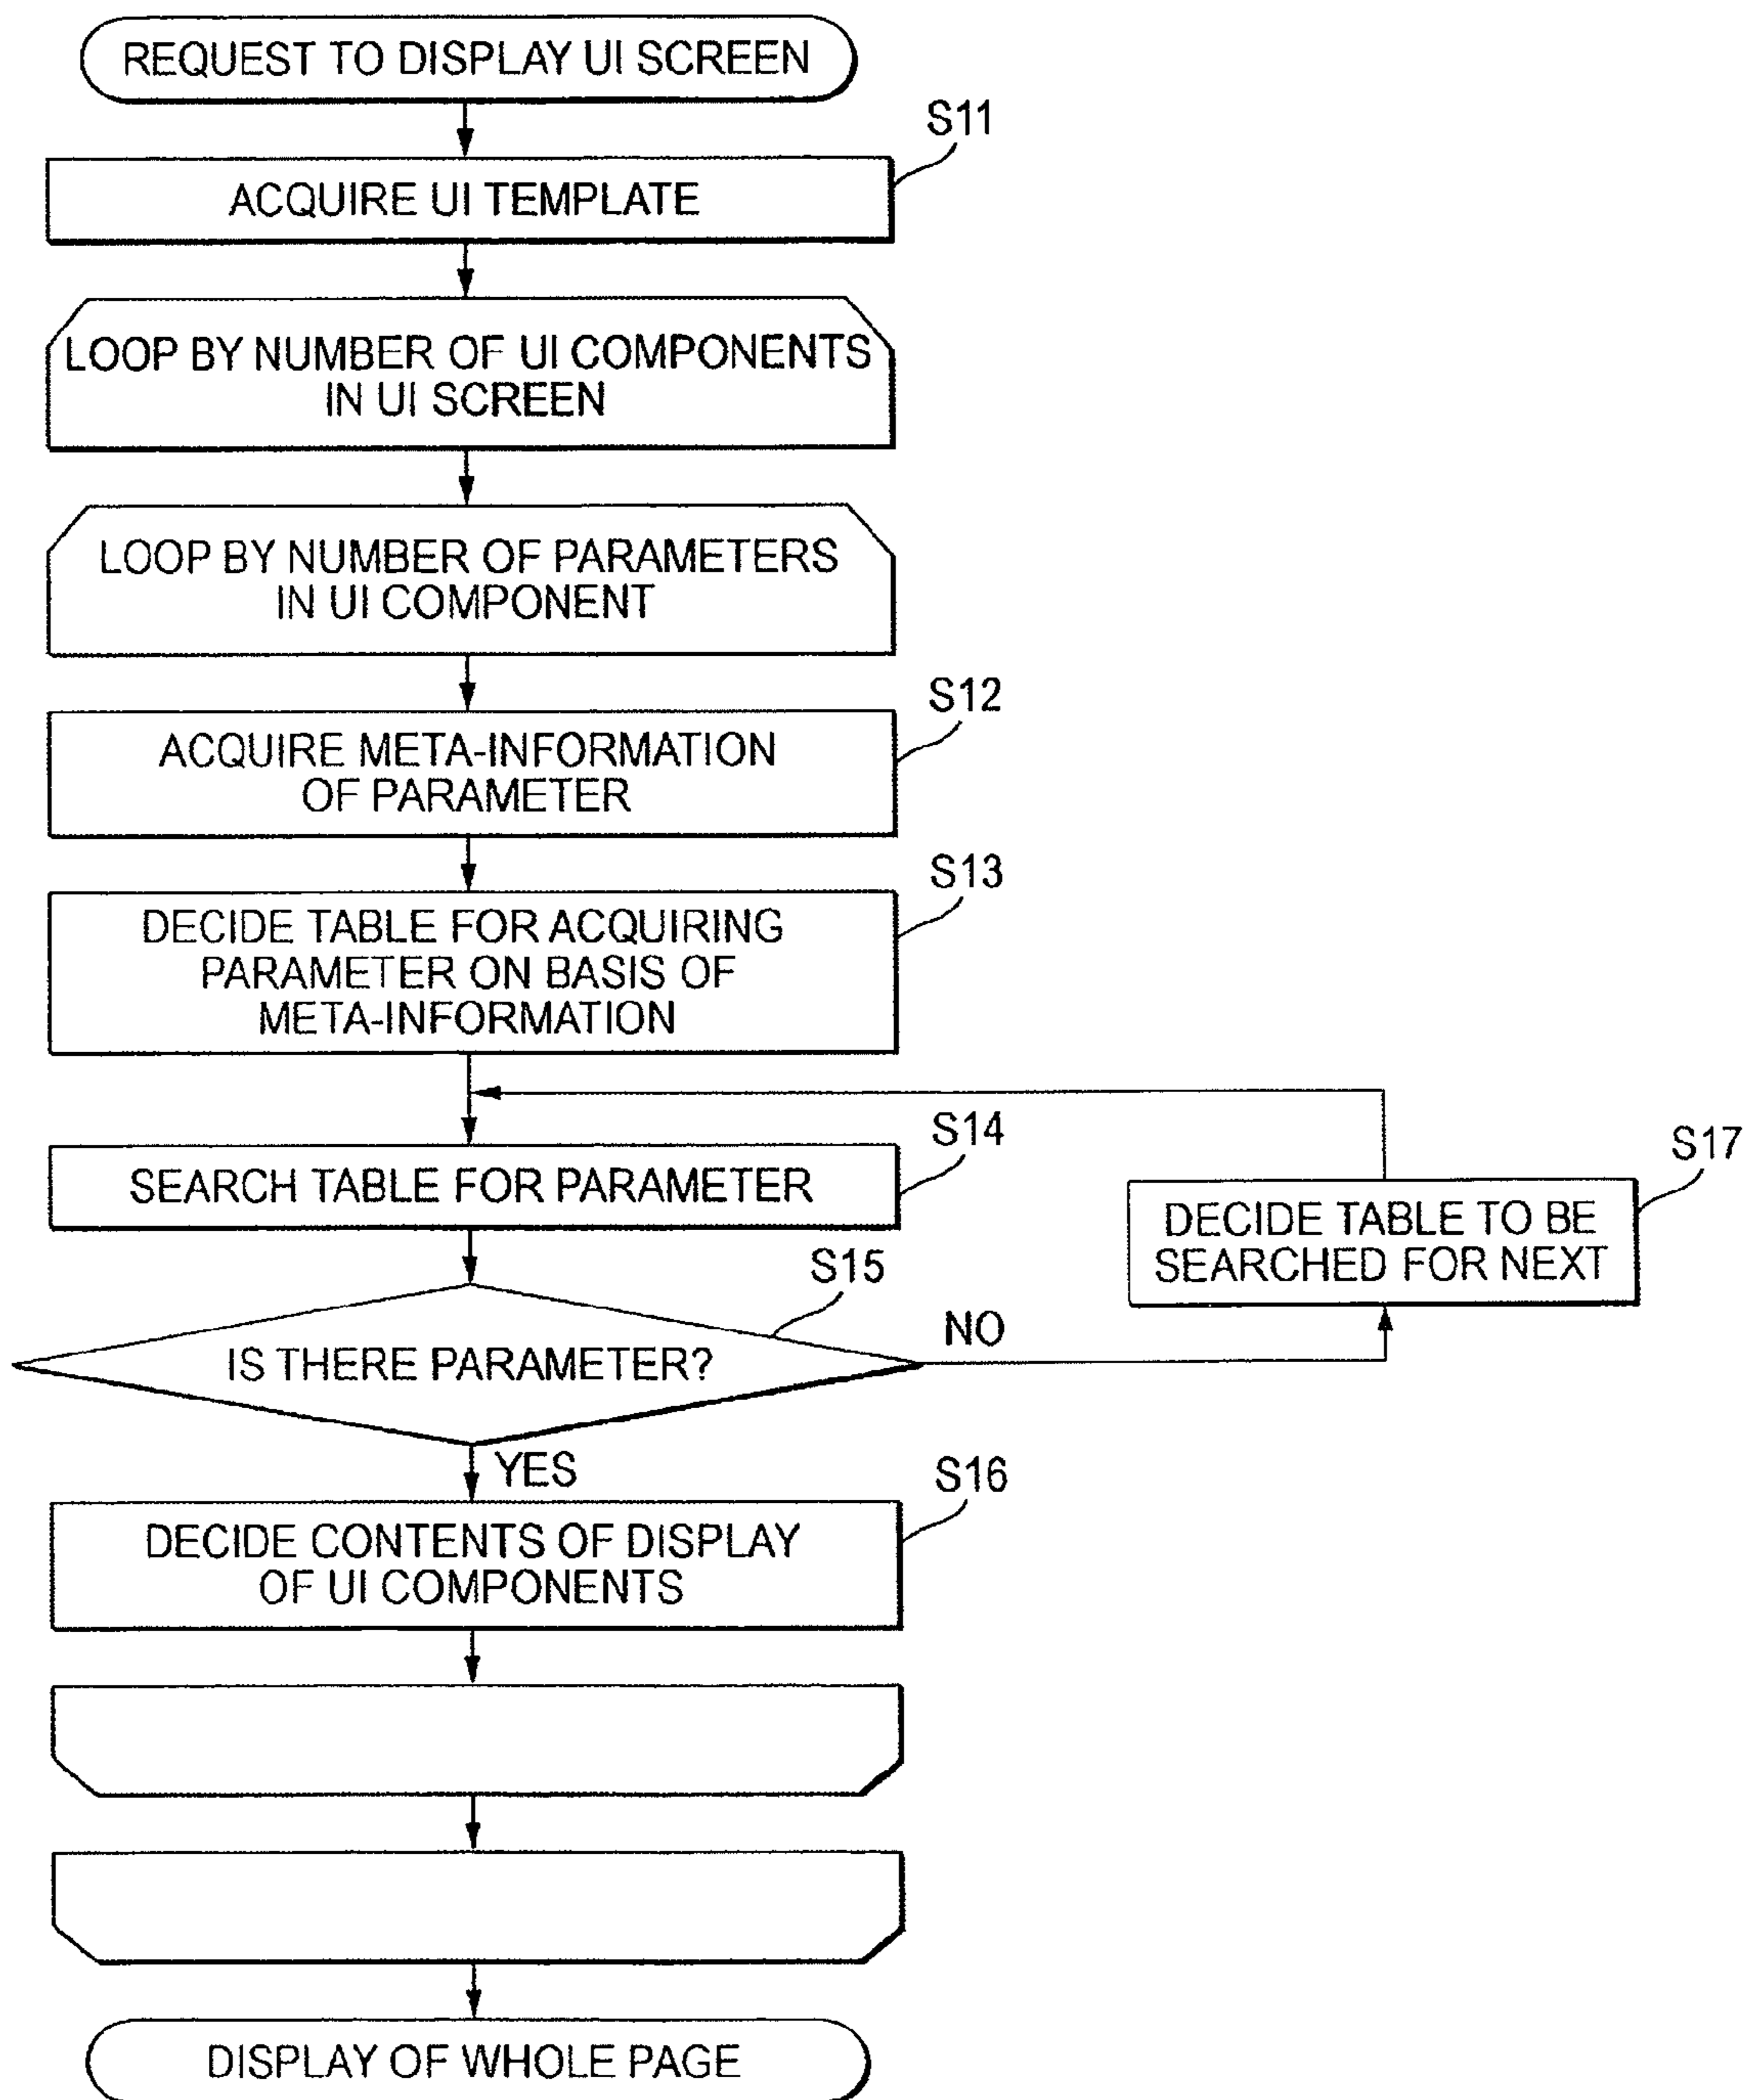 REQUEST TO DISPLAY UI SCREEN
S11
ACQUIRE UI TEMPLATE
LOOP BY NUMBER OF UI COMPONENTS
IN UI SCREEN
LOOP BY NUMBER OF PARAMETERS
IN UI COMPONENT
S12
ACQUIRE META-INFORMATION
OF PARAMETER
S13
DECIDE TABLE FOR ACQUIRING
PARAMETER ON BASIS OF
META-INFORMATION
S14
SEARCH TABLE FOR PARAMETER
S17
DECIDE TABLE TO BE
SEARCHED FOR NEXT
S15
IS THERE PARAMETER?
NO
YES
S16
DECIDE CONTENTS OF DISPLAY
OF UI COMPONENTS
DISPLAY OF WHOLE PAGE